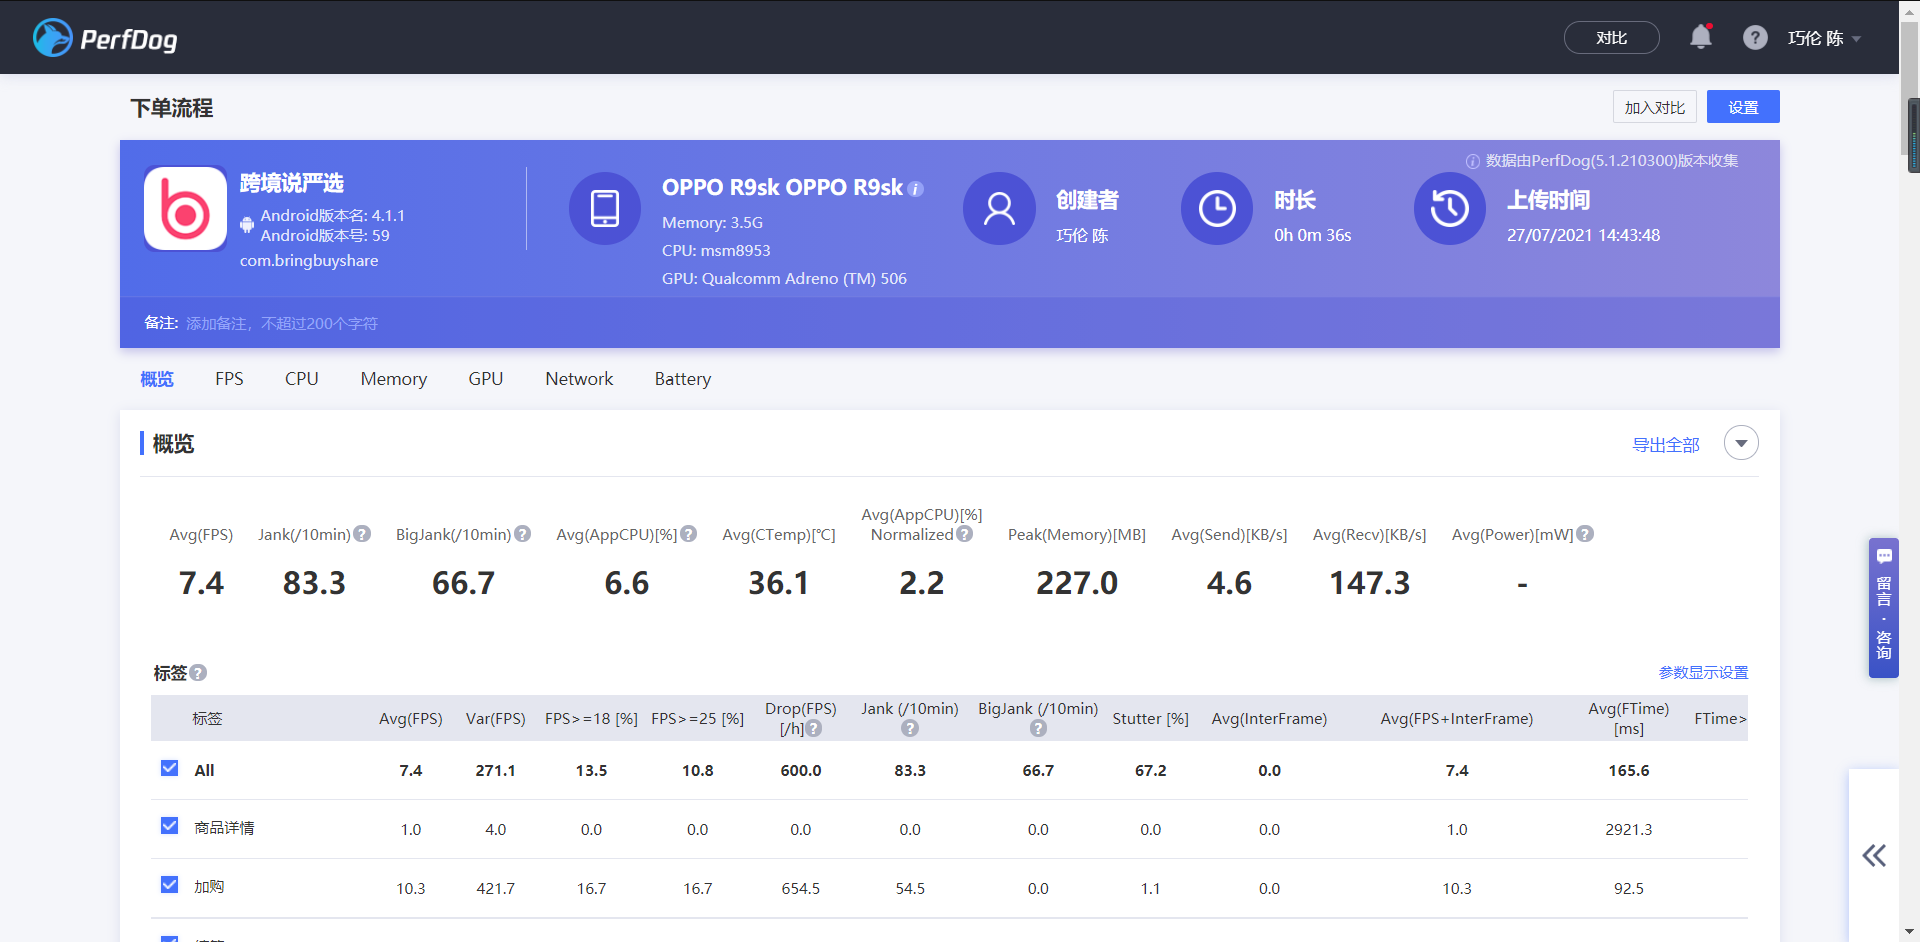 PerfDog
对比
?
巧伦 陈
下单流程
加入对比
设置
数据由PerfDog(5.1.210300)版本收集
跨境说严选
Android版本名: 4.1.1
Android版本号: 59
com.bringbuyshare
OPPO R9sk OPPO R9sk
Memory: 3.5G
CPU: msm8953
GPU: Qualcomm Adreno (TM) 506
创建者
巧伦 陈
时长
0h 0m 36s
上传时间
27/07/2021 14:43:48
备注: 添加备注，不超过200个字符
概览 FPS CPU Memory GPU Network Battery
概览
导出全部
Avg(FPS) Jank(/10min) BigJank(/10min) Avg(AppCPU)[%] Avg(CTemp)[°C] Avg(AppCPU)[%] Normalized Peak(Memory)[MB] Avg(Send)[KB/s] Avg(Recv)[KB/s] Avg(Power)[mW]
7.4 83.3 66.7 6.6 36.1 2.2 227.0 4.6 147.3 -
标签
参数显示设置
标签 Avg(FPS) Var(FPS) FPS>=18 [%] FPS>=25 [%] Drop(FPS) [/h] Jank (/10min) BigJank (/10min) Stutter [%] Avg(InterFrame) Avg(FPS+InterFrame) Avg(FTime) [ms] FTime>
All 7.4 271.1 13.5 10.8 600.0 83.3 66.7 67.2 0.0 7.4 165.6
商品详情 1.0 4.0 0.0 0.0 0.0 0.0 0.0 0.0 0.0 1.0 2921.3
加购 10.3 421.7 16.7 16.7 654.5 54.5 0.0 1.1 0.0 10.3 92.5
留言·咨询